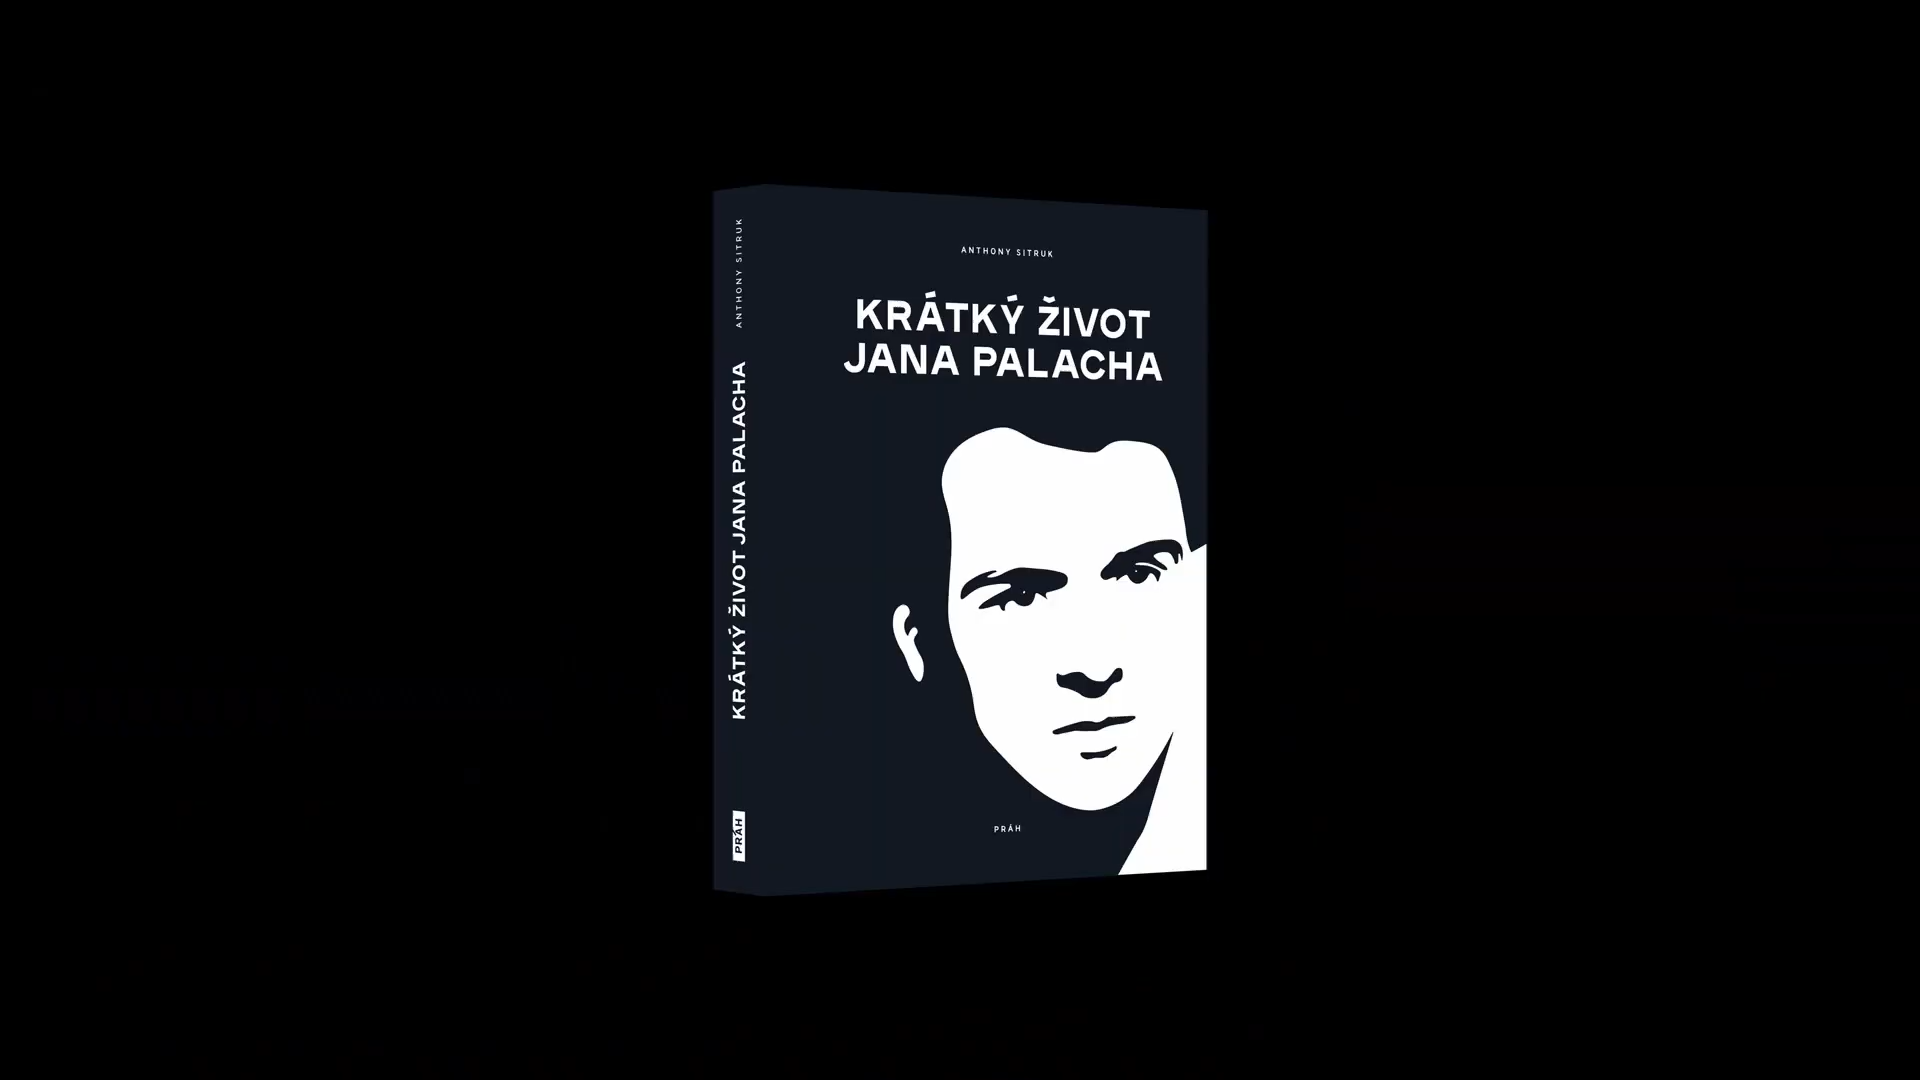 ANTHONY SITRUK
KRÁTKÝ ŽIVOT JANA PALACHA
PRÁH
ANTHONY SITRUK
KRÁTKÝ ŽIVOT
JANA PALACHA
PRÁH